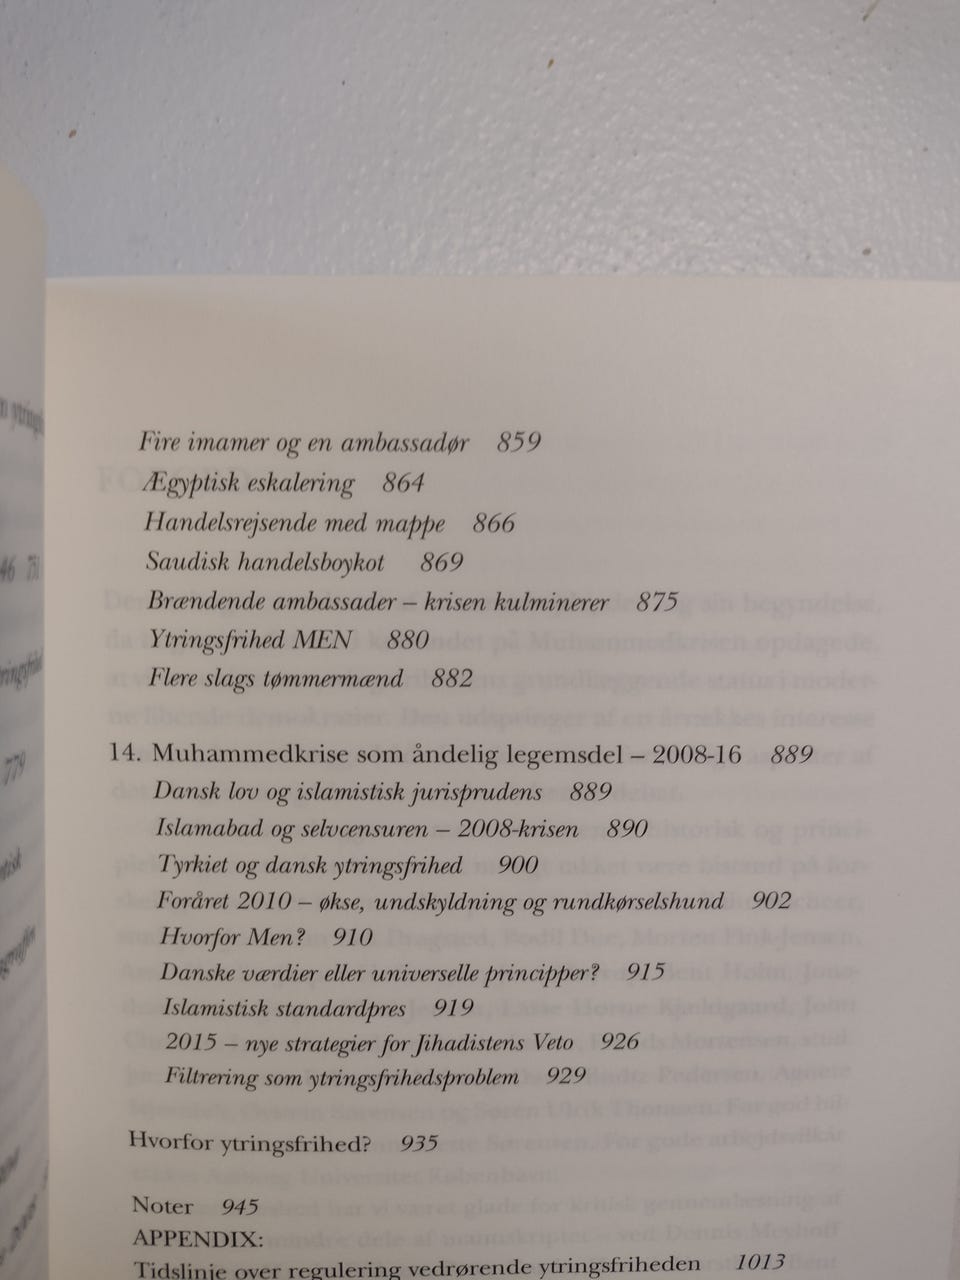 Fire imamer og en ambassadør 859
Ægyptisk eskalering 864
Handelsrejsende med mappe 866
Saudisk handelsboykot 869
Brændende ambassader – krisen kulminerer 875
Ytringsfrihed MEN 880
Flere slags tømmermænd 882
14. Muhammedkrise som åndelig legemsdel – 2008-16 889
Dansk lov og islamistisk jurisprudens 889
Islamabad og selvcensuren – 2008-krisen 890
Tyrkiet og dansk ytringsfrihed 900
Foråret 2010 – økse, undskyldning og rundkørselshund 902
Hvorfor Men? 910
Danske værdier eller universelle principper? 915
Islamistisk standardpres 919
2015 – nye strategier for Jihadistens Veto 926
Filtrering som ytringsfrihedsproblem 929
Hvorfor ytringsfrihed? 935
Noter 945
APPENDIX:
Tidslinje over regulering vedrørende ytringsfriheden 1013